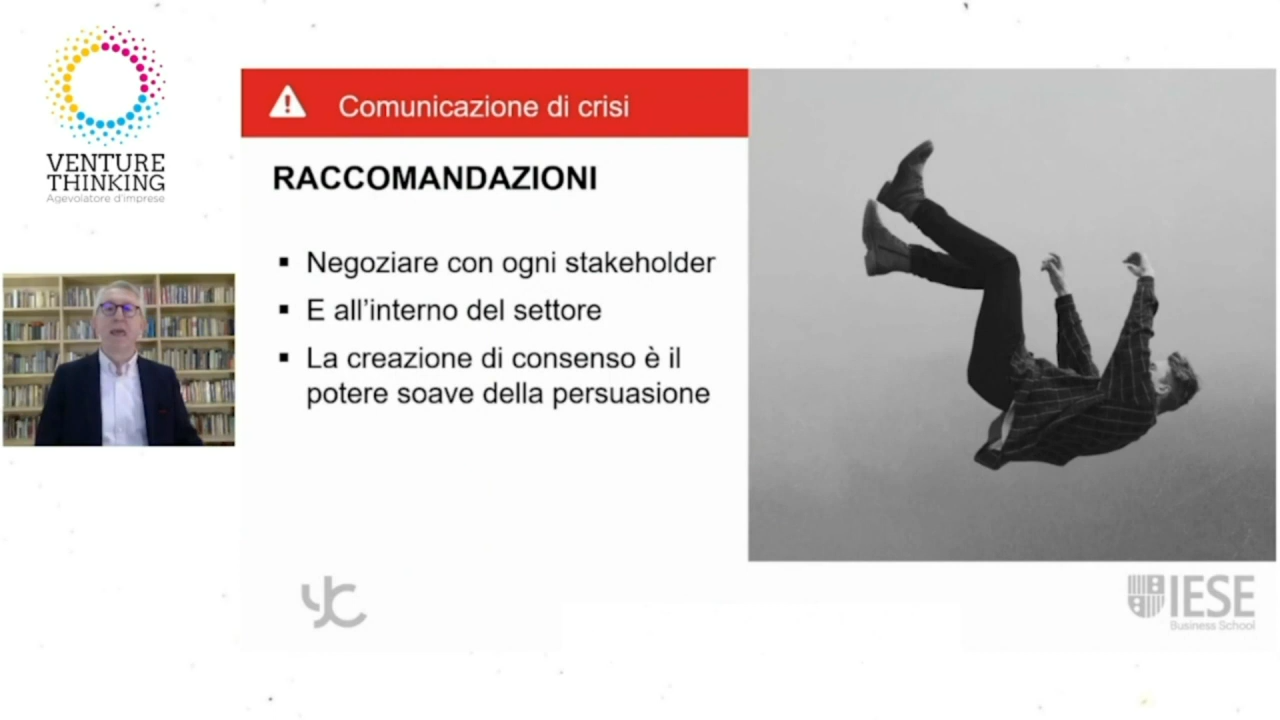 VENTURE
THINKING
Agevolatore d'imprese
Comunicazione di crisi
RACCOMANDAZIONI
▪ Negoziare con ogni stakeholder
▪ E all'interno del settore
▪ La creazione di consenso è il
potere soave della persuasione
yc
IESE
Business School